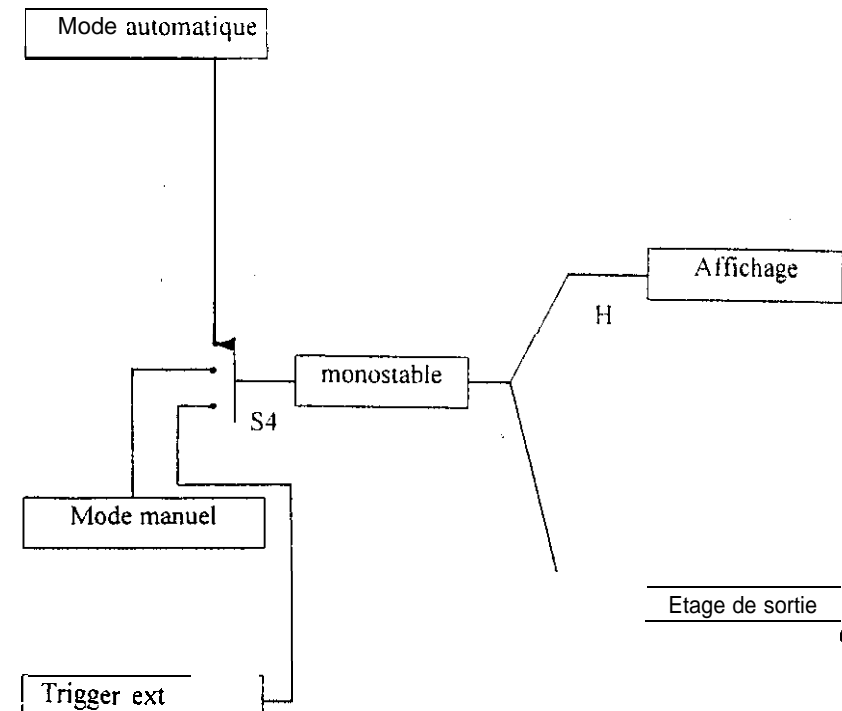 Mode automatique
Affichage
H
monostable
S4
Mode manuel
Etage de sortie
Trigger ext